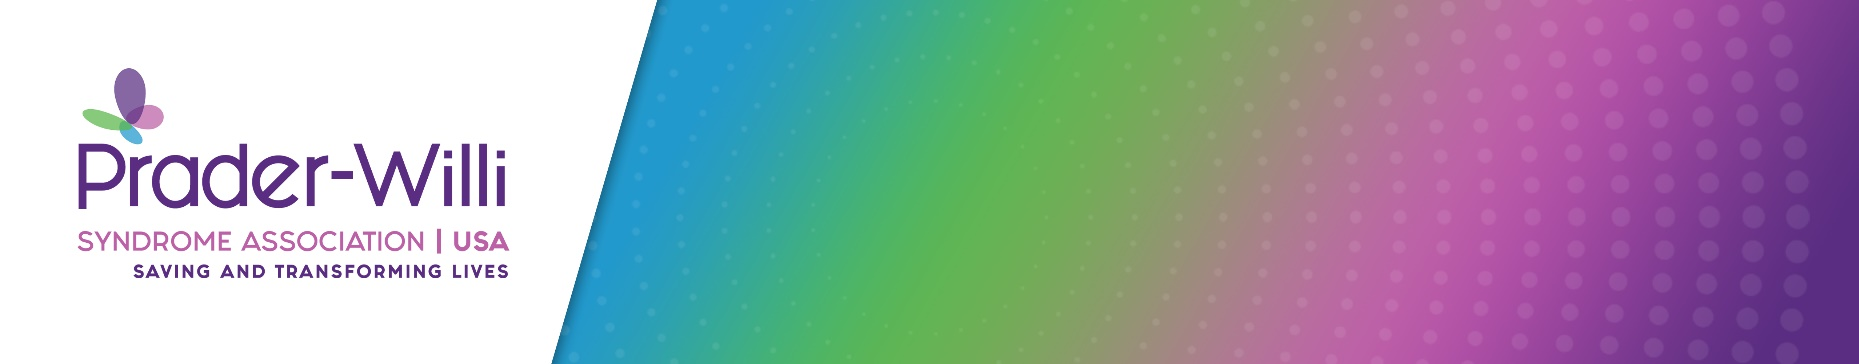 Prader-Willi
SYNDROME ASSOCIATION | USA
SAVING AND TRANSFORMING LIVES